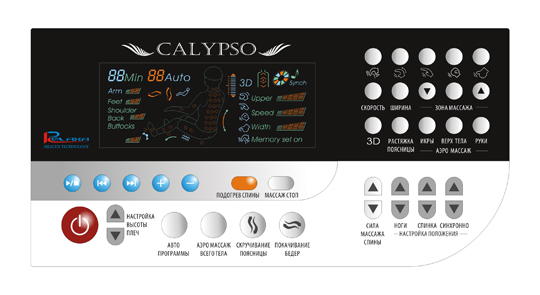 CALYPSO
88Min 88Auto
3D
Synch
Arm
Feet
Shoulder
Back
Buttocks
Upper
Speed
Width
Memory set on
HEALTH TECHNOLOGY
СКОРОСТЬ ШИРИНА — ЗОНА МАССАЖА —
3D РАСТЯЖКА ПОЯСНИЦЫ ИКРЫ ВЕРХ ТЕЛА РУКИ
— АЭРО МАССАЖ —
ПОДОГРЕВ СПИНЫ МАССАЖ СТОП
НАСТРОЙКА
ВЫСОТЫ
ПЛЕЧ
АВТО
ПРОГРАММЫ
АЭРО МАССАЖ
ВСЕГО ТЕЛА
СКРУЧИВАНИЕ
ПОЯСНИЦЫ
ПОКАЧИВАНИЕ
БЕДЕР
СИЛА
МАССАЖА
СПИНЫ
НОГИ СПИНКА СИНХРОННО
— НАСТРОЙКА ПОЛОЖЕНИЯ —